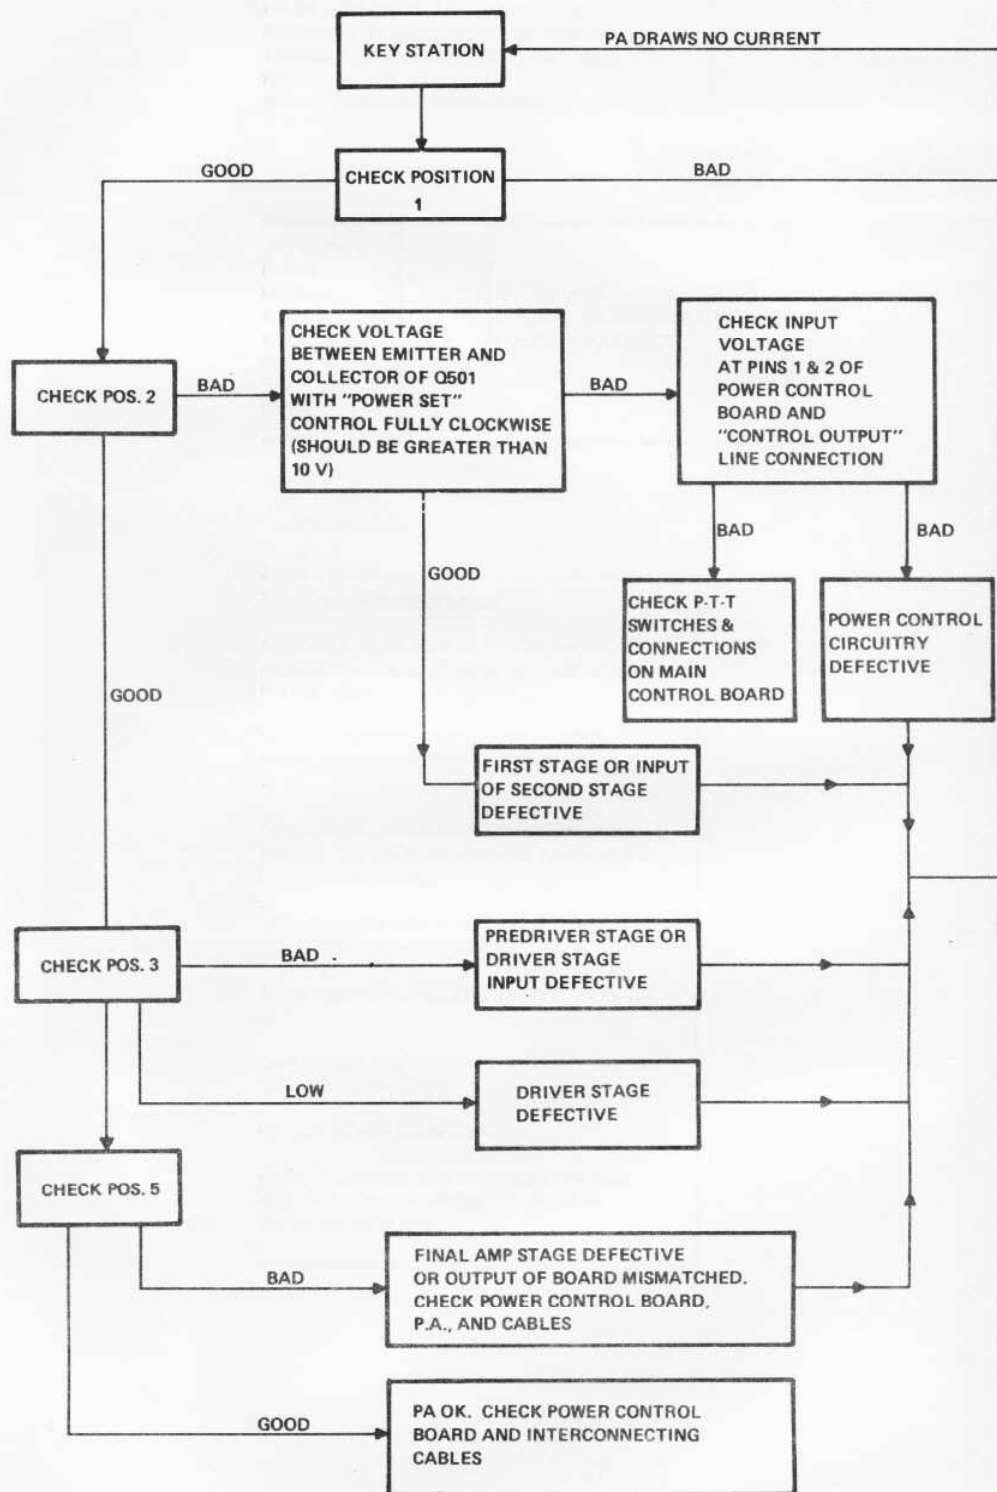 KEY STATION
PA DRAWS NO CURRENT
GOOD
CHECK POSITION
1
BAD
CHECK POS. 2
BAD
CHECK VOLTAGE
BETWEEN EMITTER AND
COLLECTOR OF Q501
WITH "POWER SET"
CONTROL FULLY CLOCKWISE
(SHOULD BE GREATER THAN
10 V)
BAD
CHECK INPUT
VOLTAGE
AT PINS 1 & 2 OF
POWER CONTROL
BOARD AND
"CONTROL OUTPUT"
LINE CONNECTION
BAD
BAD
GOOD
CHECK P-T-T
SWITCHES &
CONNECTIONS
ON MAIN
CONTROL BOARD
POWER CONTROL
CIRCUITRY
DEFECTIVE
GOOD
FIRST STAGE OR INPUT
OF SECOND STAGE
DEFECTIVE
CHECK POS. 3
BAD
PREDRIVER STAGE OR
DRIVER STAGE
INPUT DEFECTIVE
LOW
DRIVER STAGE
DEFECTIVE
CHECK POS. 5
BAD
FINAL AMP STAGE DEFECTIVE
OR OUTPUT OF BOARD MISMATCHED.
CHECK POWER CONTROL BOARD,
P.A., AND CABLES
GOOD
PA OK. CHECK POWER CONTROL
BOARD AND INTERCONNECTING
CABLES